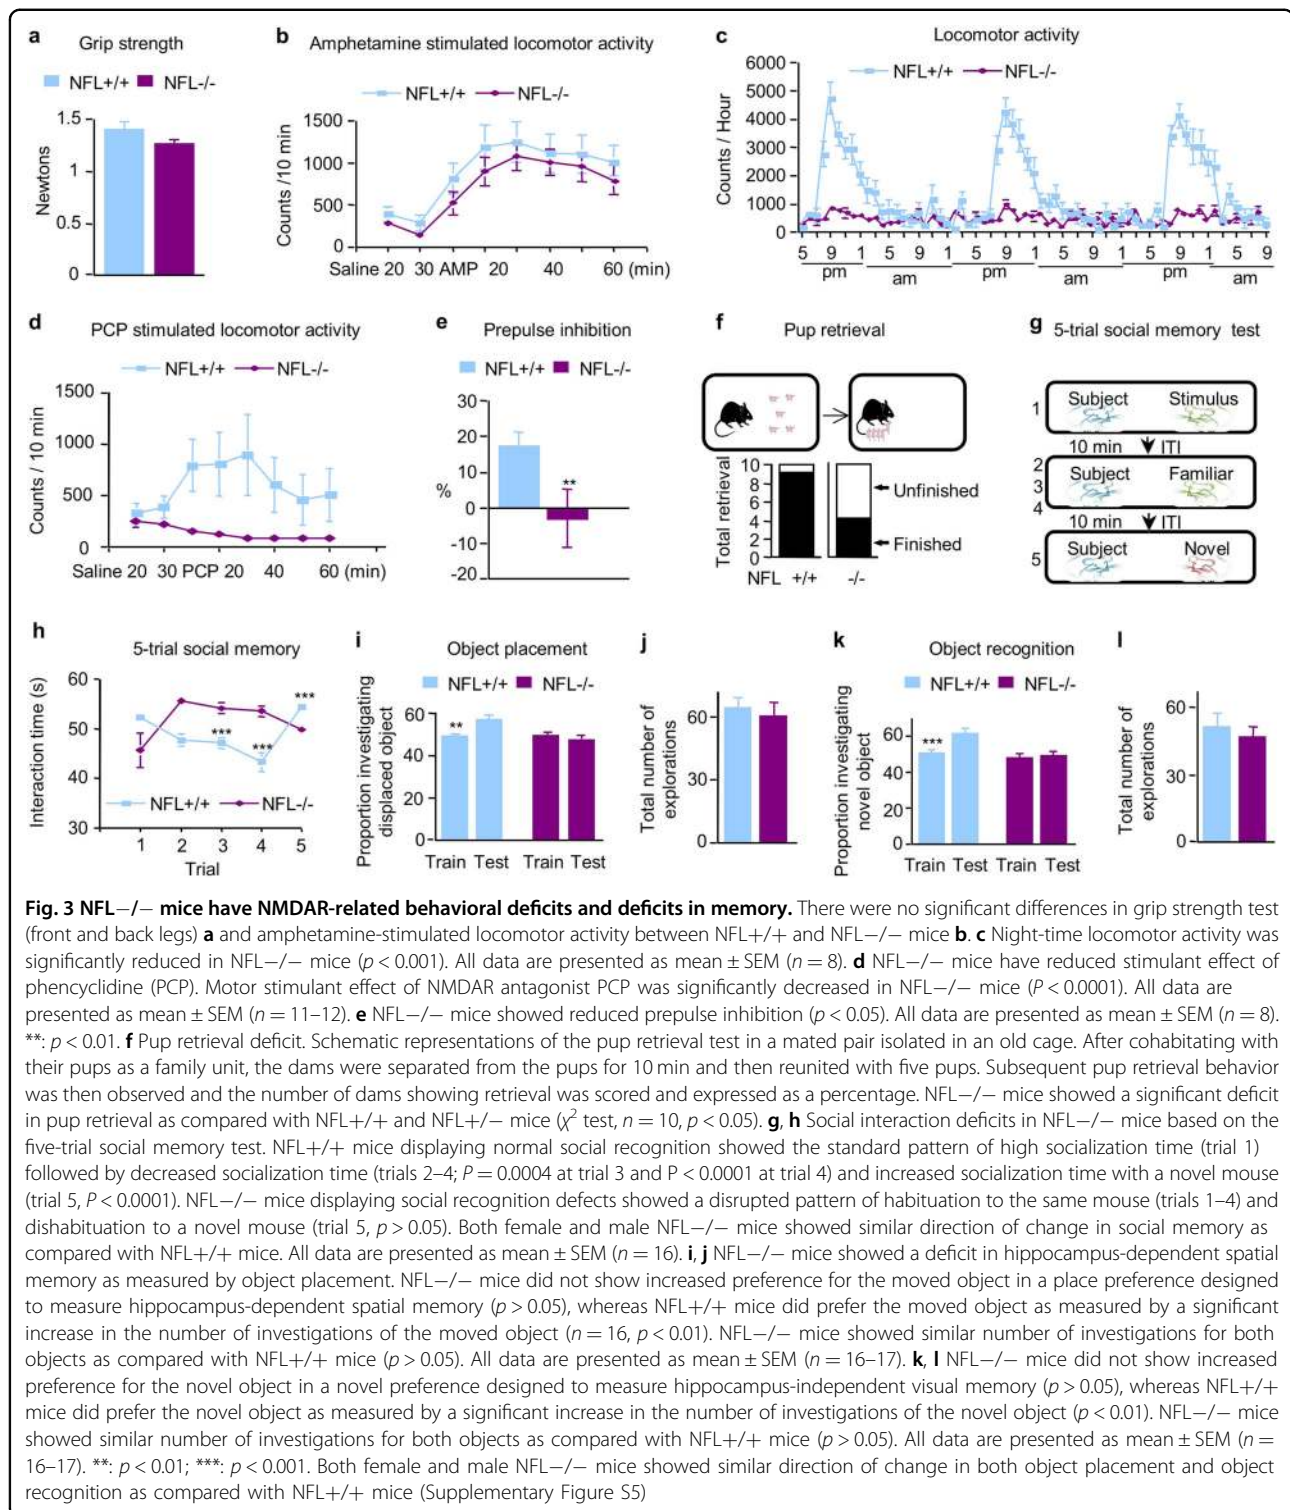 a Grip strength
NFL+/+ NFL-/-
1.5
1
0.5
0
Newtons
b Amphetamine stimulated locomotor activity
NFL+/+ NFL-/-
1500
1000
500
0
Counts /10 min
Saline 20 30 AMP 20 40 60 (min)
c Locomotor activity
NFL+/+ NFL-/-
6000
5000
4000
3000
2000
1000
0
Counts / Hour
5 9 1 5 9 1 5 9 1 5 9 1 5 9 1 5 9
pm am pm am pm am
d PCP stimulated locomotor activity
NFL+/+ NFL-/-
1500
1000
500
0
Counts / 10 min
Saline 20 30 PCP 20 40 60 (min)
e Prepulse inhibition
NFL+/+ NFL-/-
30
20
10
0
-10
-20
%
**
f Pup retrieval
10
8
6
4
2
0
Total retrieval
Unfinished
Finished
NFL +/+ -/-
g 5-trial social memory test
1 Subject Stimulus
10 min ITI
2
3 Subject Familiar
4
10 min ITI
5 Subject Novel
h 5-trial social memory
60
50
40
30
Interaction time (s)
***
***
***
NFL+/+ NFL-/-
1 2 3 4 5
Trial
i Object placement
NFL+/+ NFL-/-
Proportion investigating
displaced object
60
40
20
0
**
Train Test Train Test
j
Total number of
explorations
60
30
0
k Object recognition
NFL+/+ NFL-/-
Proportion investigating
novel object
60
40
20
0
***
Train Test Train Test
l
Total number of
explorations
60
30
0
Fig. 3 NFL−/− mice have NMDAR-related behavioral deficits and deficits in memory. There were no significant differences in grip strength test
(front and back legs) a and amphetamine-stimulated locomotor activity between NFL+/+ and NFL−/− mice b. c Night-time locomotor activity was
significantly reduced in NFL−/− mice (p < 0.001). All data are presented as mean ± SEM (n = 8). d NFL−/− mice have reduced stimulant effect of
phencyclidine (PCP). Motor stimulant effect of NMDAR antagonist PCP was significantly decreased in NFL−/− mice (P < 0.0001). All data are
presented as mean ± SEM (n = 11–12). e NFL−/− mice showed reduced prepulse inhibition (p < 0.05). All data are presented as mean ± SEM (n = 8).
**: p < 0.01. f Pup retrieval deficit. Schematic representations of the pup retrieval test in a mated pair isolated in an old cage. After cohabitating with
their pups as a family unit, the dams were separated from the pups for 10 min and then reunited with five pups. Subsequent pup retrieval behavior
was then observed and the number of dams showing retrieval was scored and expressed as a percentage. NFL−/− mice showed a significant deficit
in pup retrieval as compared with NFL+/+ and NFL+/− mice (χ² test, n = 10, p < 0.05). g, h Social interaction deficits in NFL−/− mice based on the
five-trial social memory test. NFL+/+ mice displaying normal social recognition showed the standard pattern of high socialization time (trial 1)
followed by decreased socialization time (trials 2–4; P = 0.0004 at trial 3 and P < 0.0001 at trial 4) and increased socialization time with a novel mouse
(trial 5, P < 0.0001). NFL−/− mice displaying social recognition defects showed a disrupted pattern of habituation to the same mouse (trials 1–4) and
dishabituation to a novel mouse (trial 5, p > 0.05). Both female and male NFL−/− mice showed similar direction of change in social memory as
compared with NFL+/+ mice. All data are presented as mean ± SEM (n = 16). i, j NFL−/− mice showed a deficit in hippocampus-dependent spatial
memory as measured by object placement. NFL−/− mice did not show increased preference for the moved object in a place preference designed
to measure hippocampus-dependent spatial memory (p > 0.05), whereas NFL+/+ mice did prefer the moved object as measured by a significant
increase in the number of investigations of the moved object (n = 16, p < 0.01). NFL−/− mice showed similar number of investigations for both
objects as compared with NFL+/+ mice (p > 0.05). All data are presented as mean ± SEM (n = 16–17). k, l NFL−/− mice did not show increased
preference for the novel object in a novel preference designed to measure hippocampus-independent visual memory (p > 0.05), whereas NFL+/+
mice did prefer the novel object as measured by a significant increase in the number of investigations of the novel object (p < 0.01). NFL−/− mice
showed similar number of investigations for both objects as compared with NFL+/+ mice (p > 0.05). All data are presented as mean ± SEM (n =
16–17). **: p < 0.01; ***: p < 0.001. Both female and male NFL−/− mice showed similar direction of change in both object placement and object
recognition as compared with NFL+/+ mice (Supplementary Figure S5)